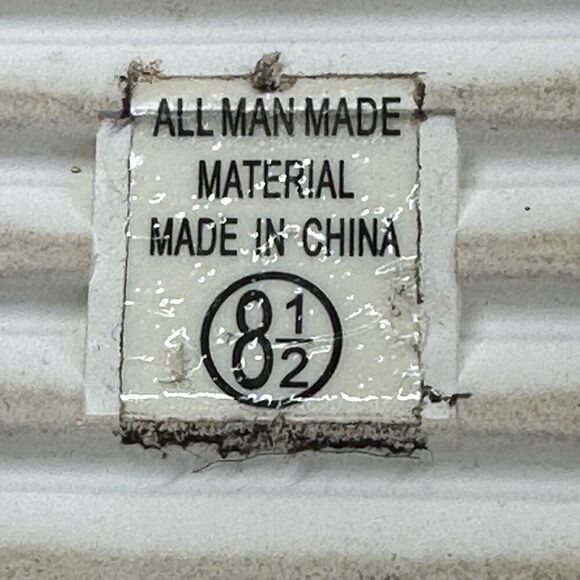 ALL MAN MADE
MATERIAL
MADE IN CHINA
8 1/2